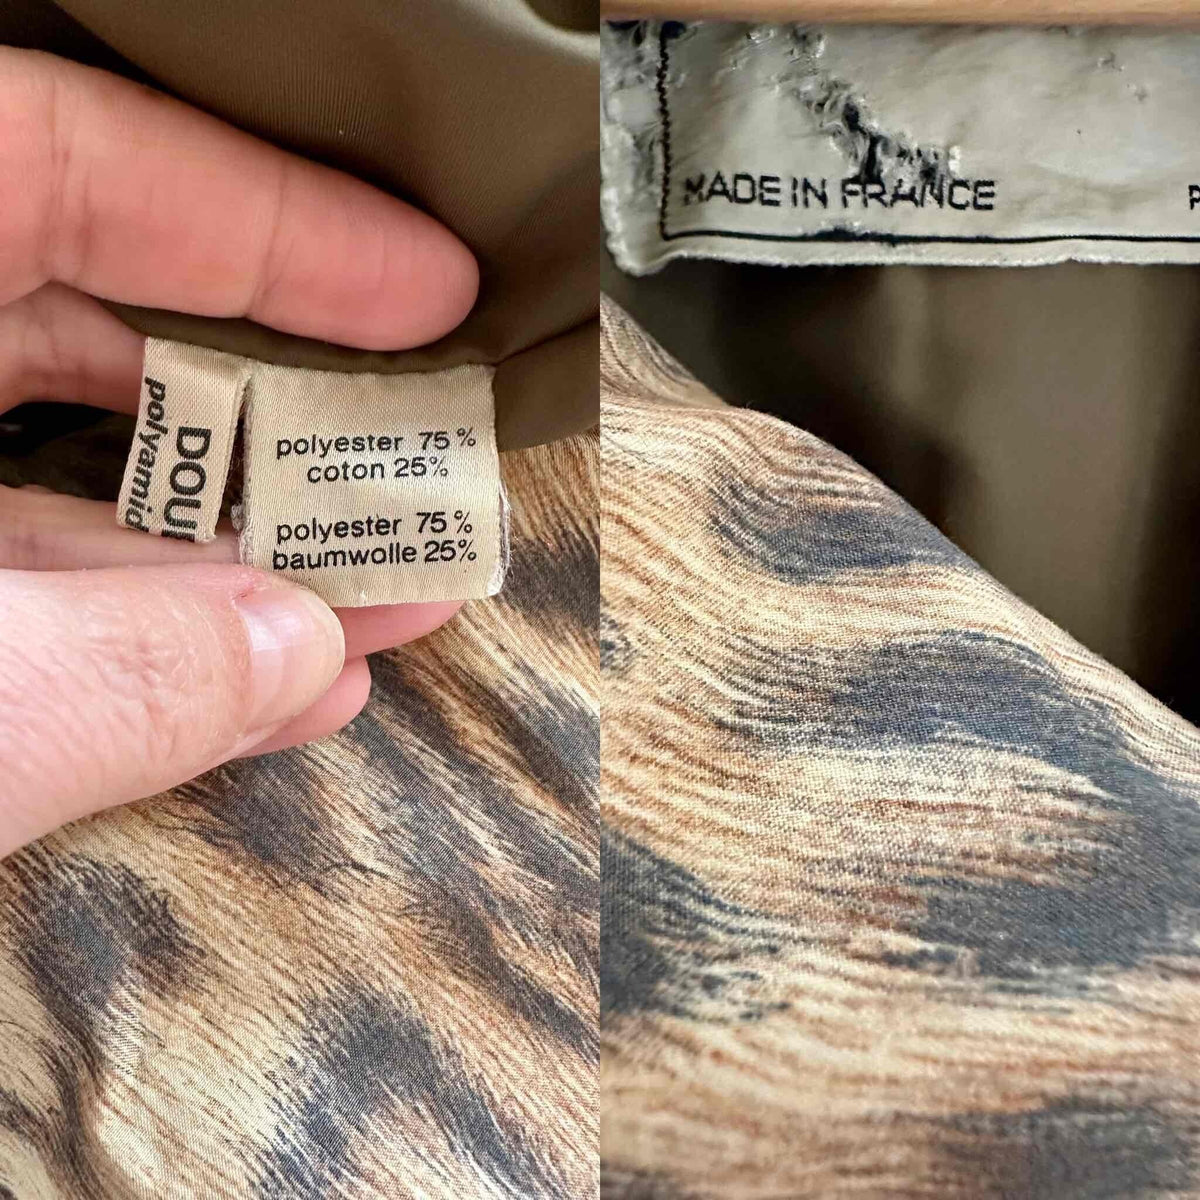 DOU
polyamid
polyester 75%
coton 25%
polyester 75%
baumwolle 25%
MADE IN FRANCE
P